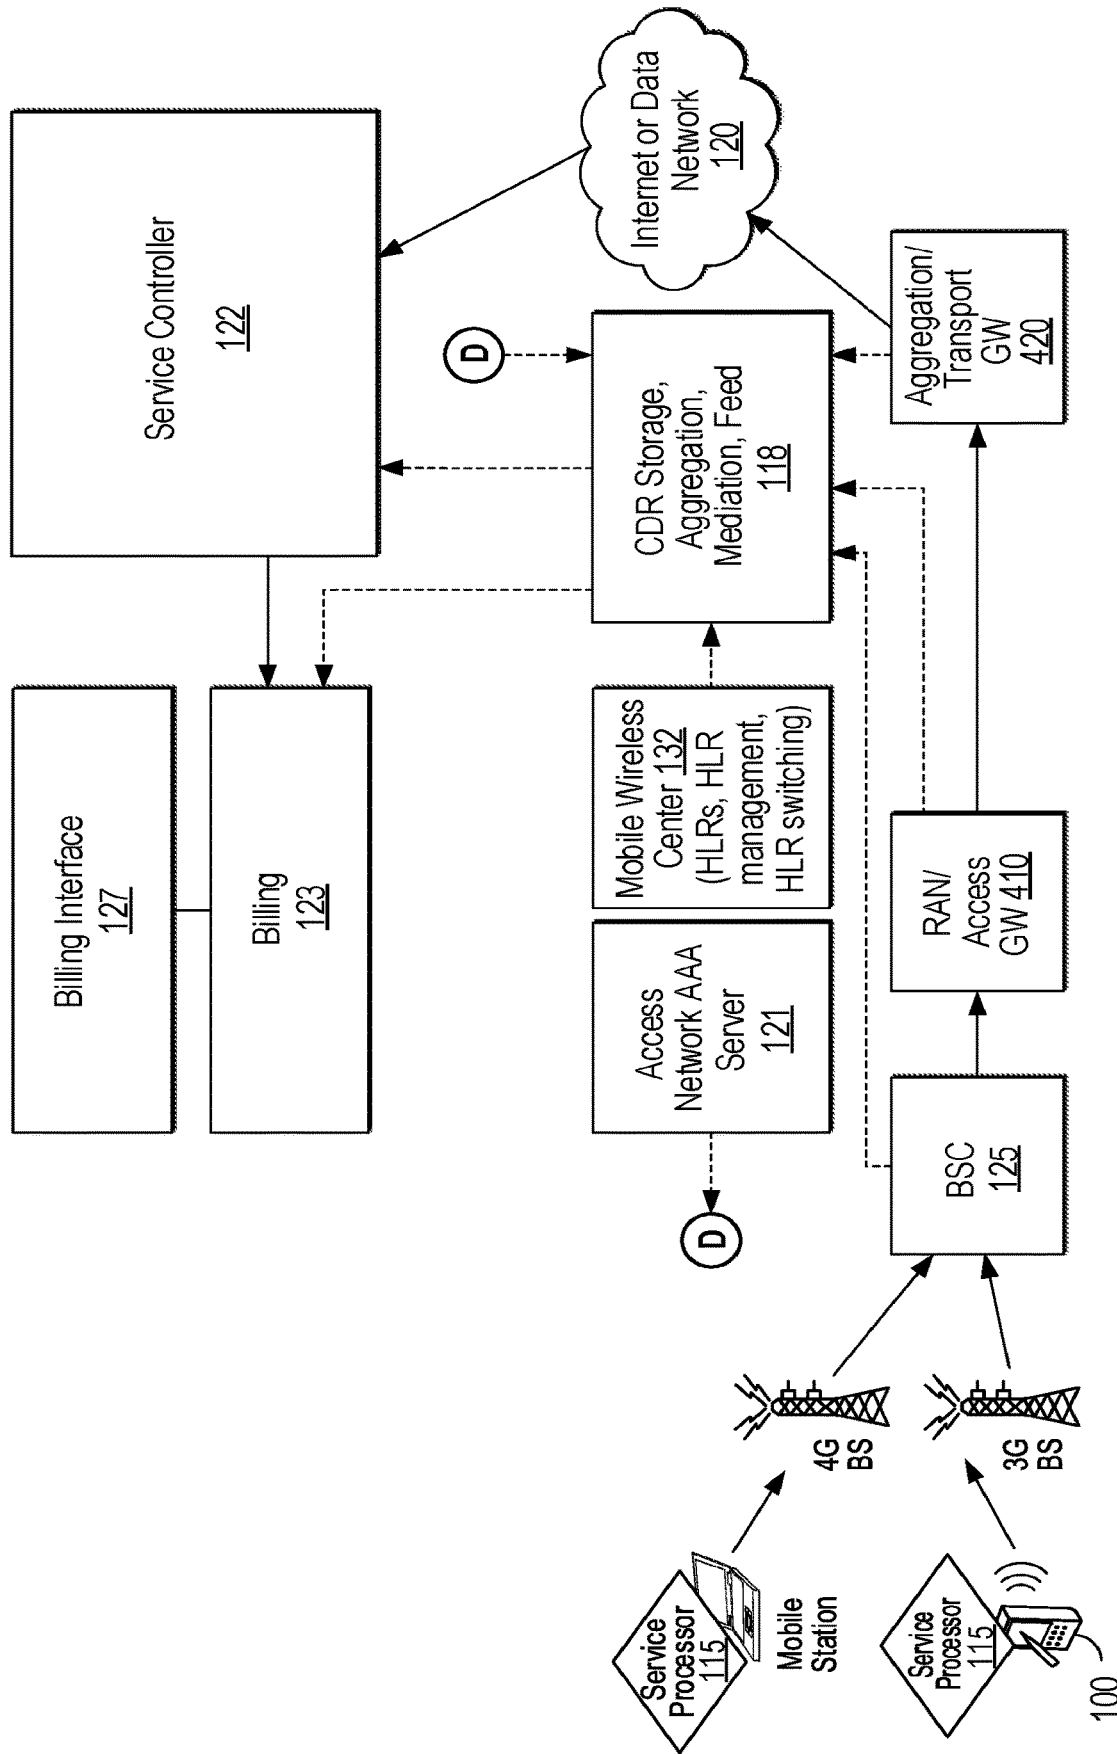 Billing Interface
127
Billing
123
Service Controller
122
Access
Network AAA
Server
121
Mobile Wireless
Center 132
(HLRs, HLR
management,
HLR switching)
CDR Storage,
Aggregation,
Mediation, Feed
118
D
D
Internet or Data
Network
120
Service
Processor
115
Mobile
Station
4G
BS
Service
Processor
115
100
3G
BS
BSC
125
RAN/
Access
GW 410
Aggregation/
Transport
GW
420